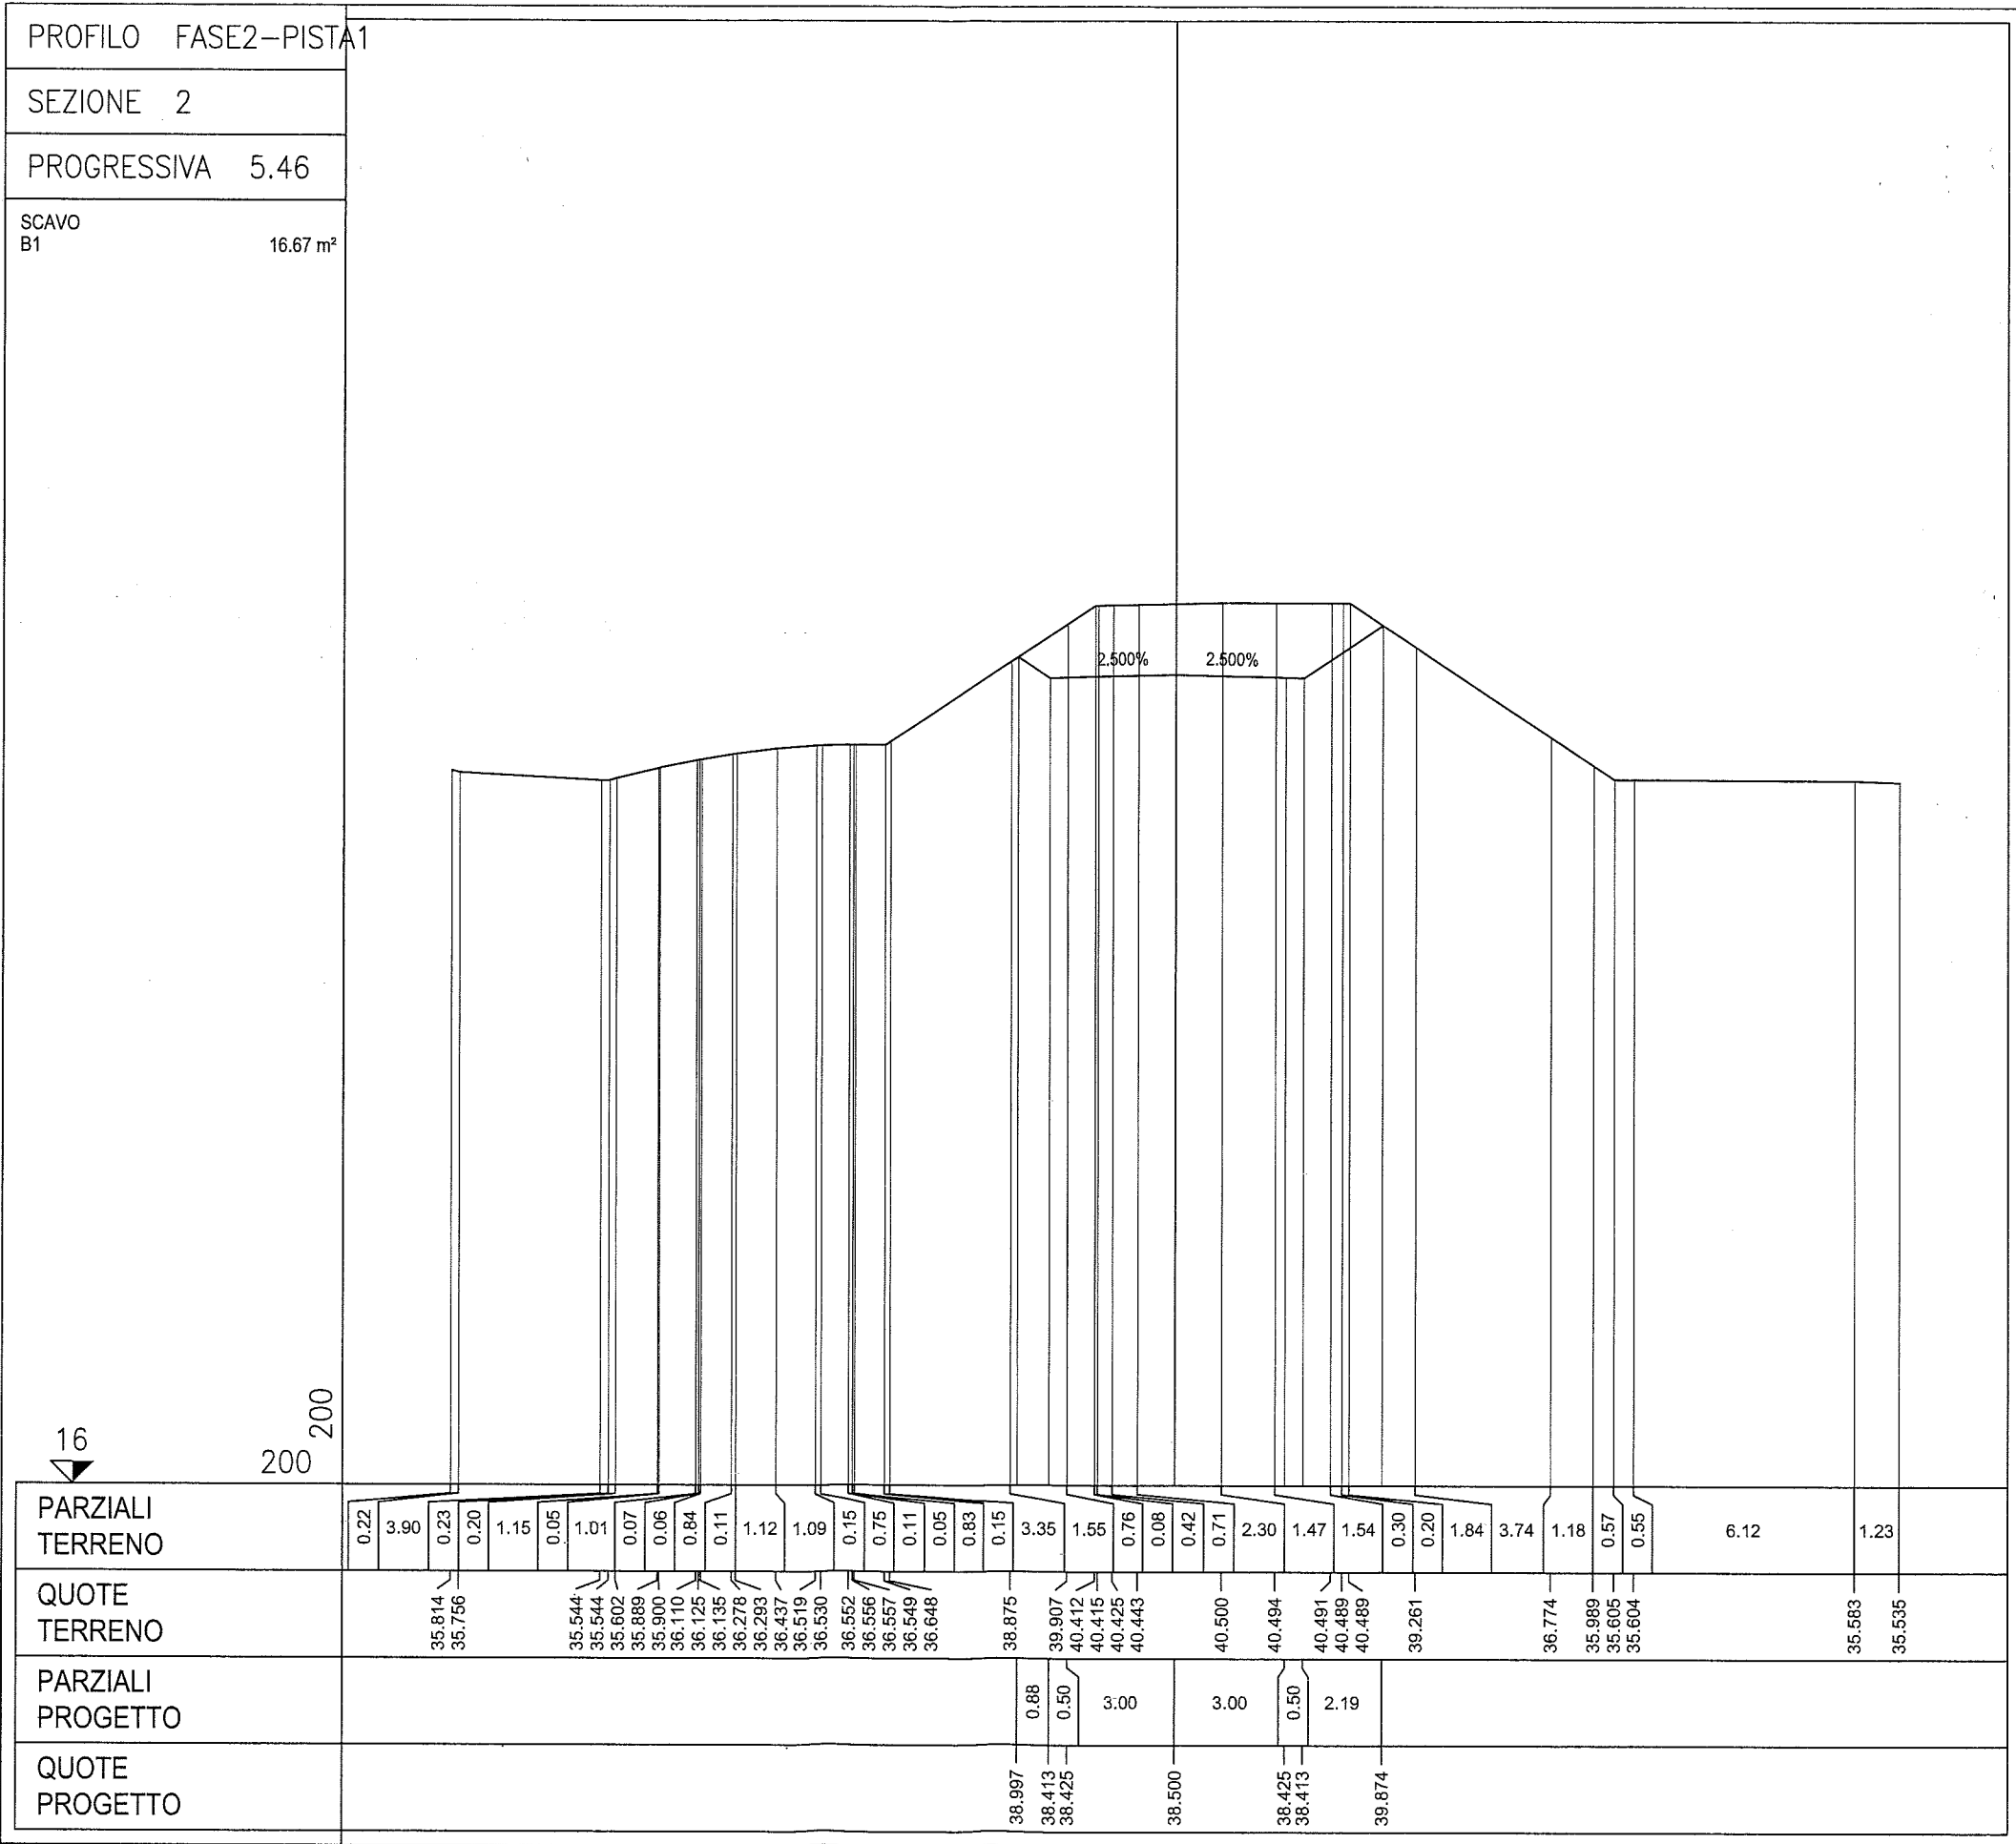 PROFILO FASE2-PISTA1
SEZIONE 2
PROGRESSIVA 5.46
SCAVO
B1 16.67 m²
2.500% 2.500%
200
16 200
PARZIALI
TERRENO
0.22 3.90 0.23 0.20 1.15 0.05 1.01 0.07 0.06 0.84 0.11 1.12 1.09 0.15 0.75 0.11 0.05 0.83 0.15 3.35 1.55 0.76 0.08 0.42 0.71 2.30 1.47 1.54 0.30 0.20 1.84 3.74 1.18 0.57 0.55 6.12 1.23
QUOTE
TERRENO
35.814 35.756 35.544 35.544 35.602 35.889 35.900 36.110 36.125 36.135 36.278 36.293 36.437 36.519 36.530 36.552 36.556 36.557 36.549 36.648 38.875 39.907 40.412 40.415 40.425 40.443 40.500 40.494 40.491 40.489 40.489 39.261 36.774 35.989 35.605 35.604 35.583 35.535
PARZIALI
PROGETTO
0.88 0.50 3.00 3.00 0.50 2.19
QUOTE
PROGETTO
38.997 38.413 38.425 38.500 38.425 38.413 39.874